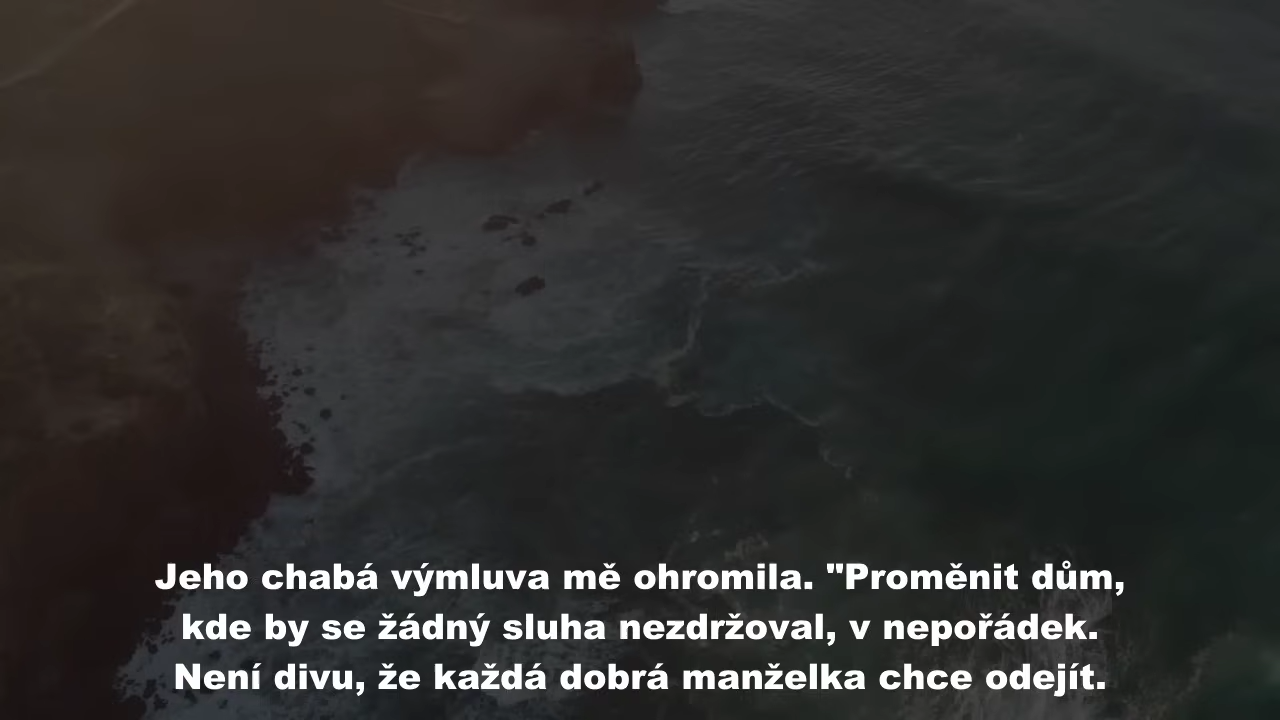 Jeho chabá výmluva mě ohromila. "Proměnit dům,
kde by se žádný sluha nezdržoval, v nepořádek.
Není divu, že každá dobrá manželka chce odejít.